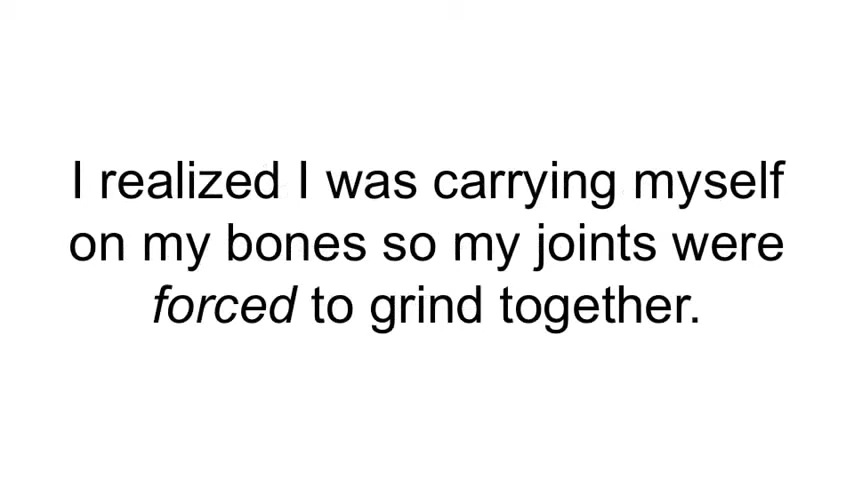 I realized I was carrying myself
on my bones so my joints were
forced to grind together.